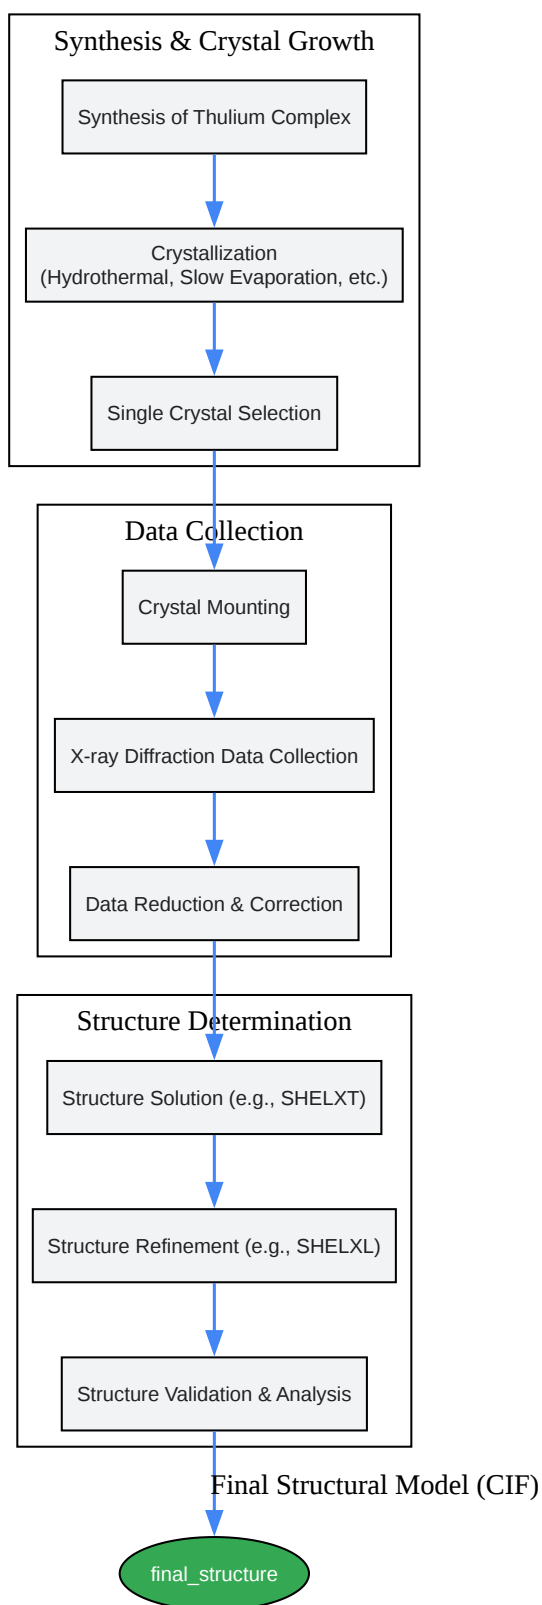 Synthesis & Crystal Growth
Synthesis of Thulium Complex
Crystallization
(Hydrothermal, Slow Evaporation, etc.)
Single Crystal Selection
Data Collection
Crystal Mounting
X-ray Diffraction Data Collection
Data Reduction & Correction
Structure Determination
Structure Solution (e.g., SHELXT)
Structure Refinement (e.g., SHELXL)
Structure Validation & Analysis
Final Structural Model (CIF)
final_structure